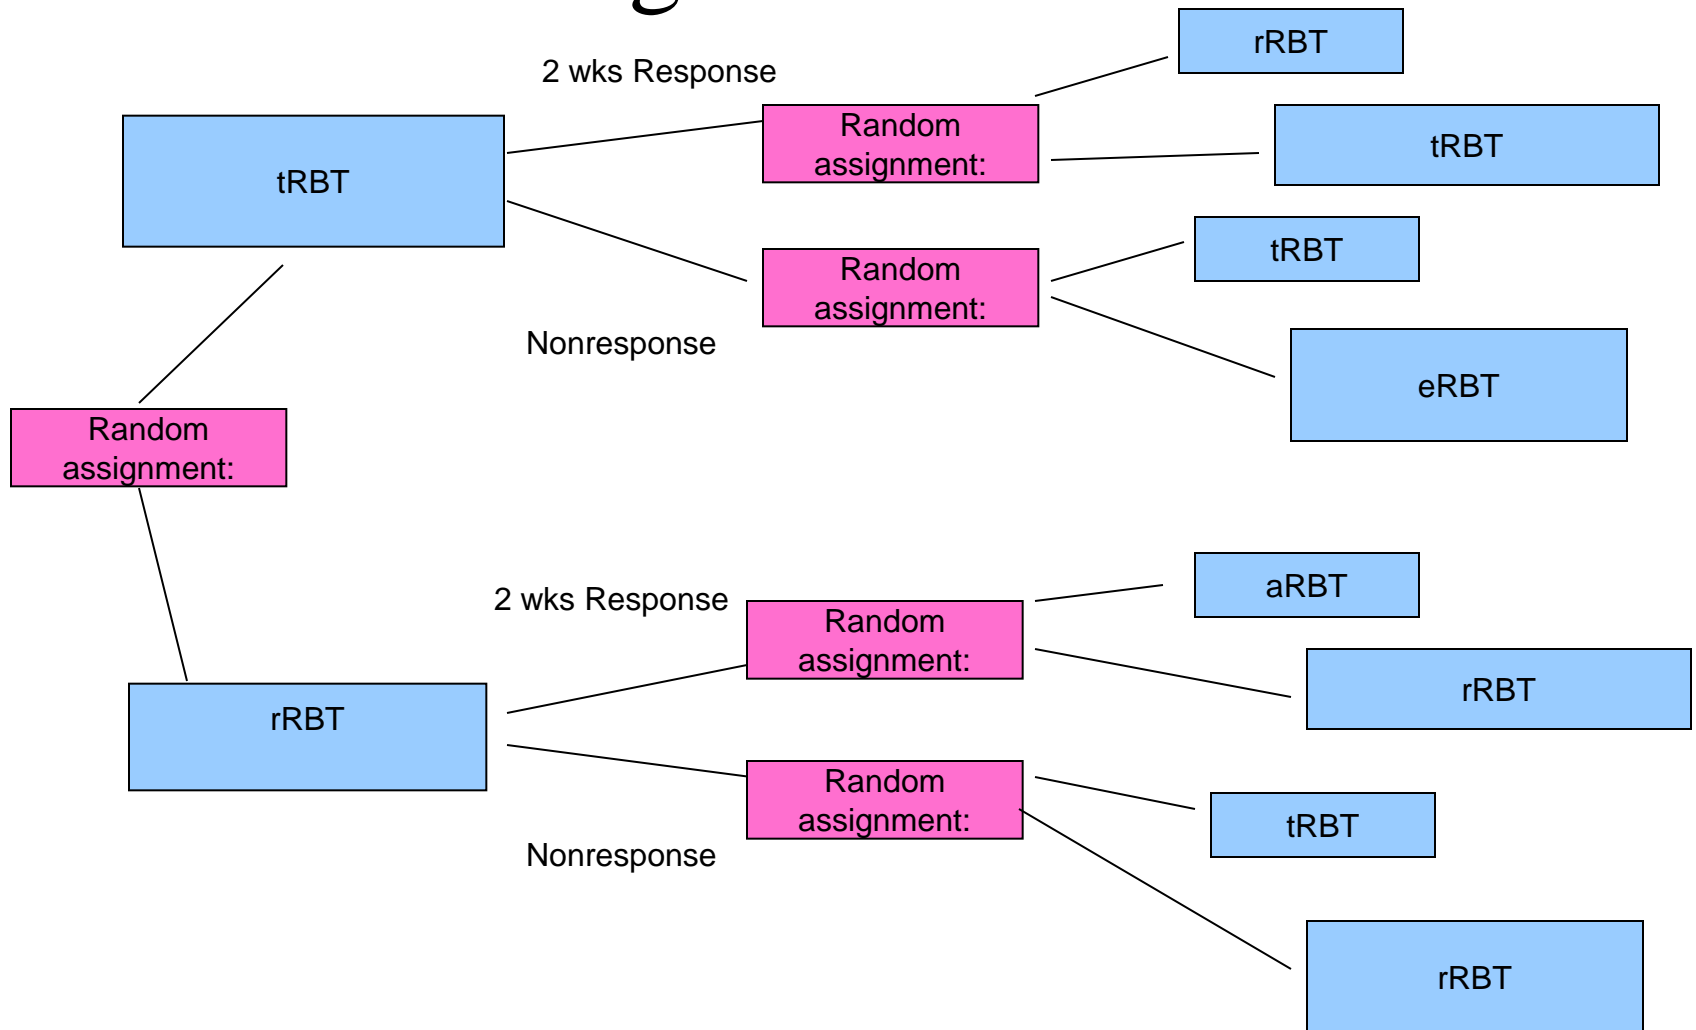 rRBT
2 wks Response
Random
assignment:
tRBT
tRBT
tRBT
Random
assignment:
Nonresponse
eRBT
Random
assignment:
2 wks Response
aRBT
Random
assignment:
rRBT
rRBT
Random
assignment:
tRBT
Nonresponse
rRBT